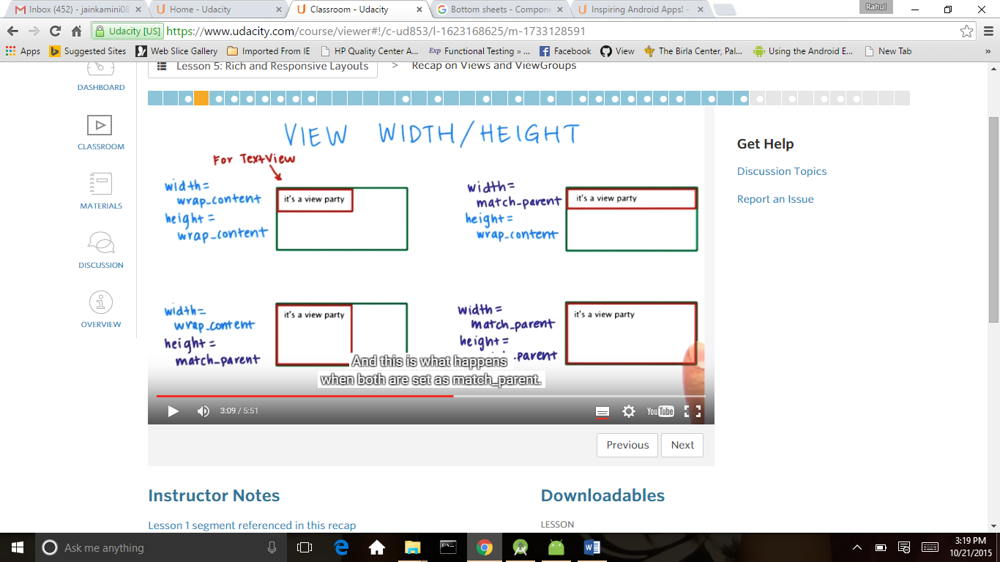 Inbox (452) - jainkamini08
Home - Udacity
Classroom - Udacity
Bottom sheets - Compone
Inspiring Android Apps! -
Rahul
Udacity [US]
https://www.udacity.com/course/viewer#!/c-ud853/l-1623168625/m-1733128591
Apps
Suggested Sites
Web Slice Gallery
Imported From IE
HP Quality Center A...
Exp Functional Testing » ...
Facebook
View
The Birla Center, Pal...
Using the Android E...
New Tab
»
Lesson 5: Rich and Responsive Layouts
>
Recap on Views and ViewGroups
DASHBOARD
CLASSROOM
MATERIALS
DISCUSSION
OVERVIEW
VIEW WIDTH/HEIGHT
For TextView
width=
wrap_content
height=
wrap_content
it's a view party
width=
match_parent
height=
wrap_content
it's a view party
width=
wrap_content
height=
match_parent
it's a view party
width=
match_parent
height=
_parent
it's a view party
And this is what happens
when both are set as match_parent.
3:09 / 5:51
YouTube
Previous
Next
Get Help
Discussion Topics
Report an Issue
Instructor Notes
Lesson 1 segment referenced in this recap
Downloadables
LESSON
Ask me anything
3:19 PM
10/21/2015